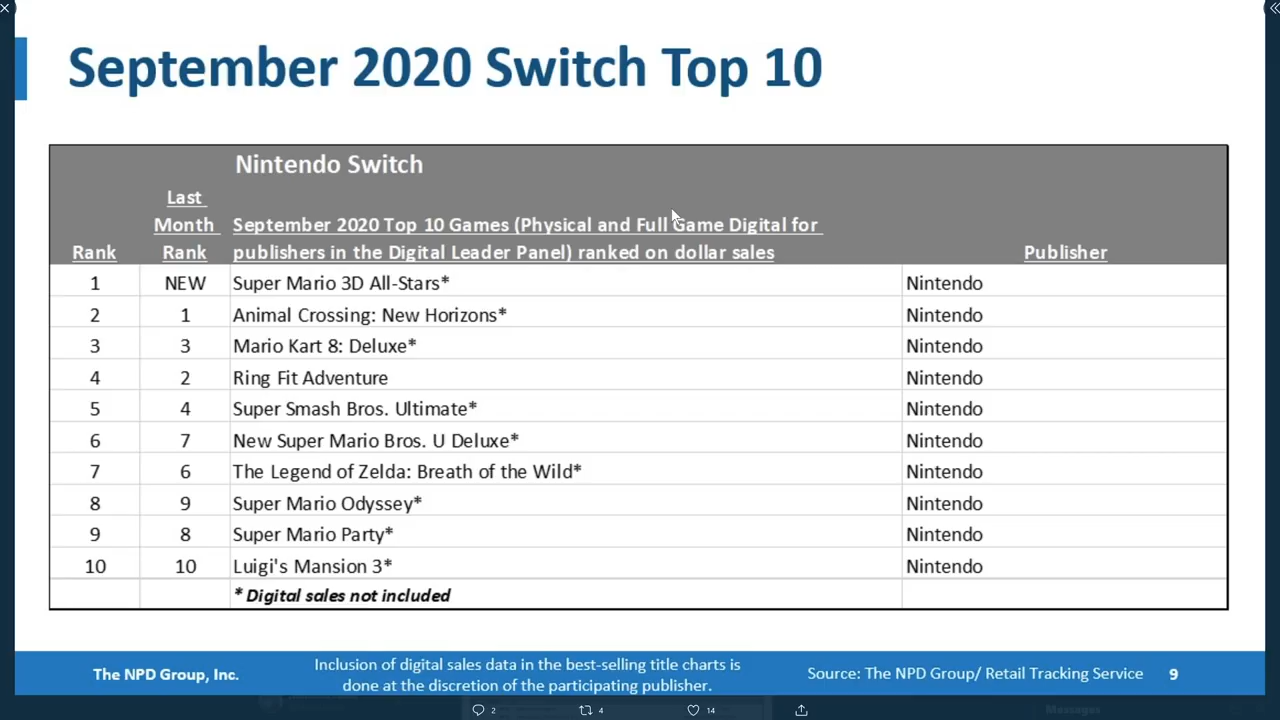 September 2020 Switch Top 10
Nintendo Switch
Last
Month September 2020 Top 10 Games (Physical and Full Game Digital for
Rank Rank publishers in the Digital Leader Panel) ranked on dollar sales Publisher
1 NEW Super Mario 3D All-Stars* Nintendo
2 1 Animal Crossing: New Horizons* Nintendo
3 3 Mario Kart 8: Deluxe* Nintendo
4 2 Ring Fit Adventure Nintendo
5 4 Super Smash Bros. Ultimate* Nintendo
6 7 New Super Mario Bros. U Deluxe* Nintendo
7 6 The Legend of Zelda: Breath of the Wild* Nintendo
8 9 Super Mario Odyssey* Nintendo
9 8 Super Mario Party* Nintendo
10 10 Luigi's Mansion 3* Nintendo
* Digital sales not included
The NPD Group, Inc.
Inclusion of digital sales data in the best-selling title charts is
done at the discretion of the participating publisher.
Source: The NPD Group/ Retail Tracking Service 9
2 4 14
Messages